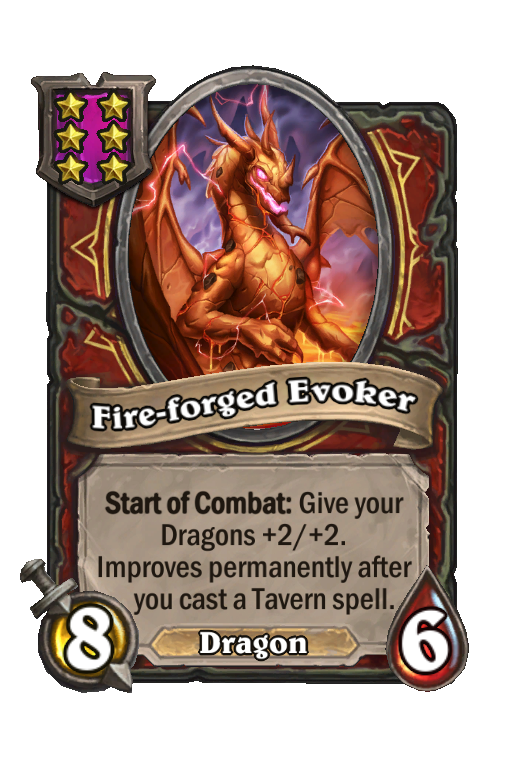 Fire-forged Evoker
Start of Combat: Give your
Dragons +2/+2.
Improves permanently after
you cast a Tavern spell.
8
Dragon
6